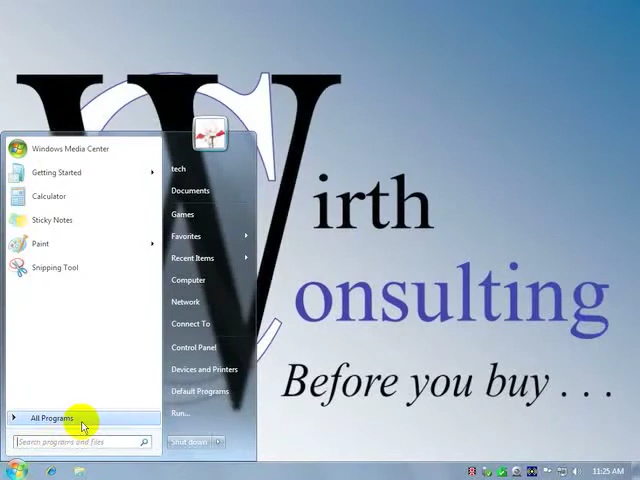 Wirth
Consulting
Before you buy . . .
Windows Media Center
Getting Started
Calculator
Sticky Notes
Paint
Snipping Tool
All Programs
Search programs and files
tech
Documents
Games
Favorites
Recent Items
Computer
Network
Connect To
Control Panel
Devices and Printers
Default Programs
Run...
Shut down
11:25 AM